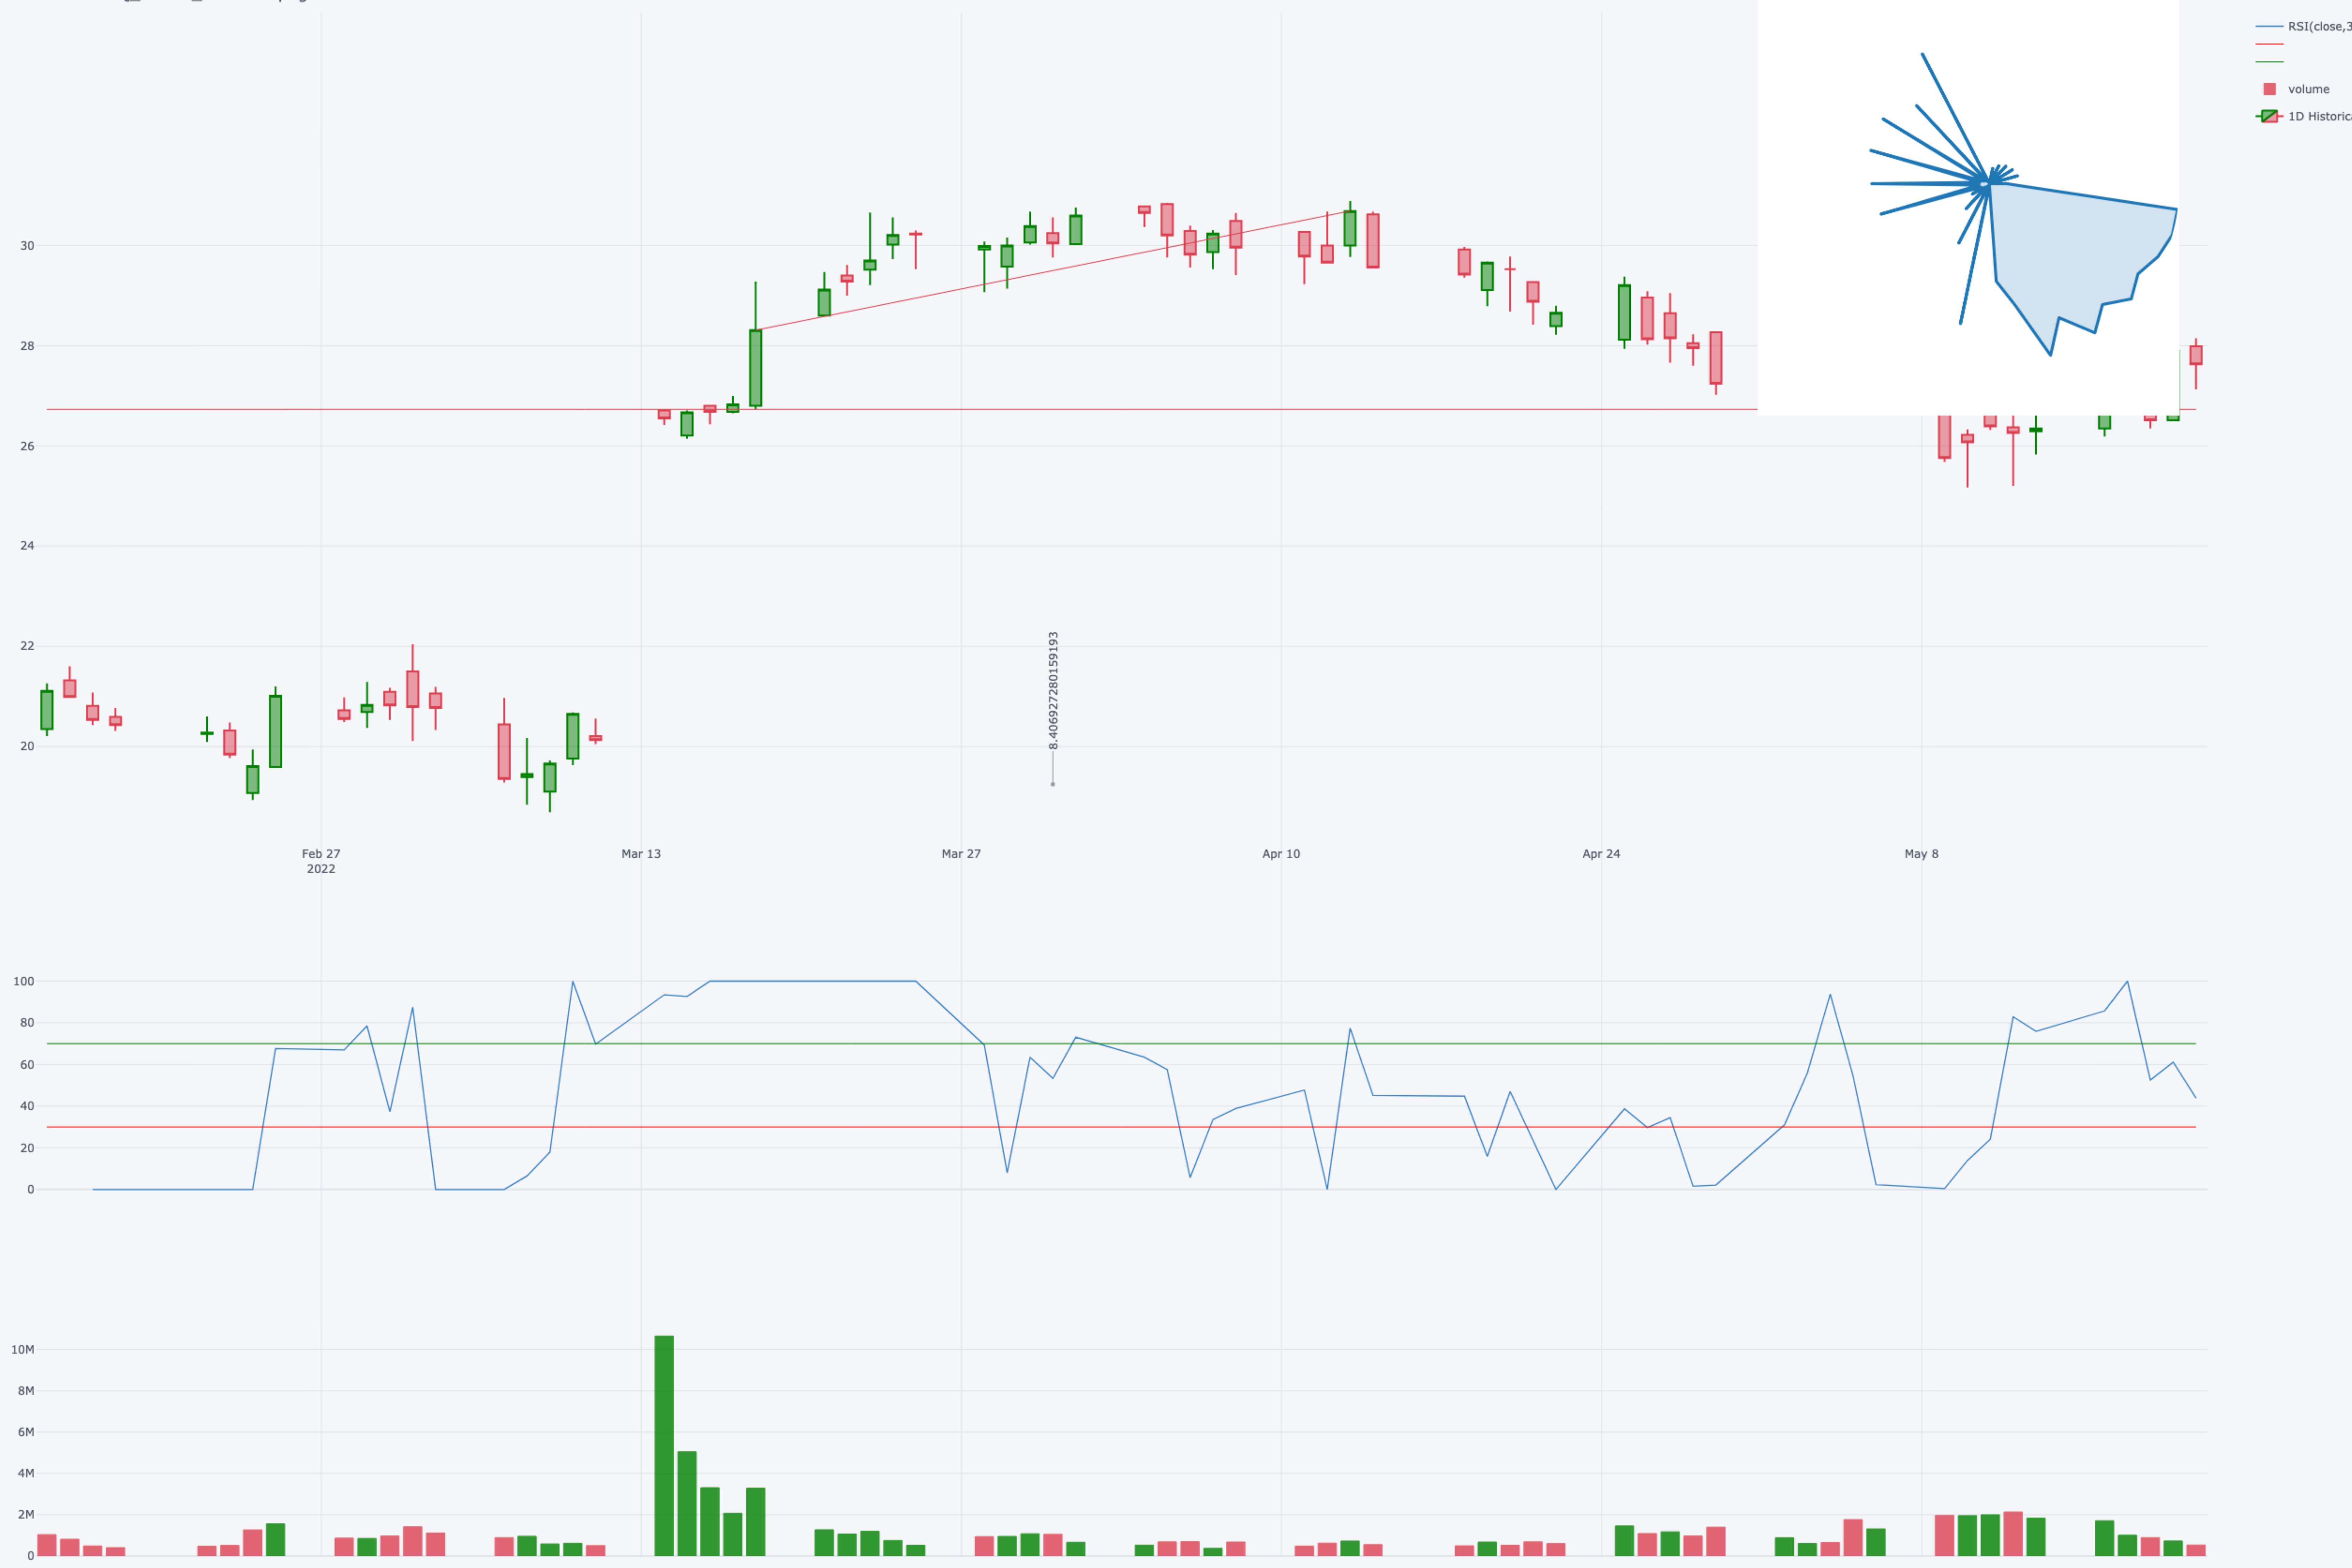 RSI(close,3
volume
1D Historica
30
28
26
24
22
20
8.406927280159193
Feb 27
2022
Mar 13
Mar 27
Apr 10
Apr 24
May 8
100
80
60
40
20
0
10M
8M
6M
4M
2M
0